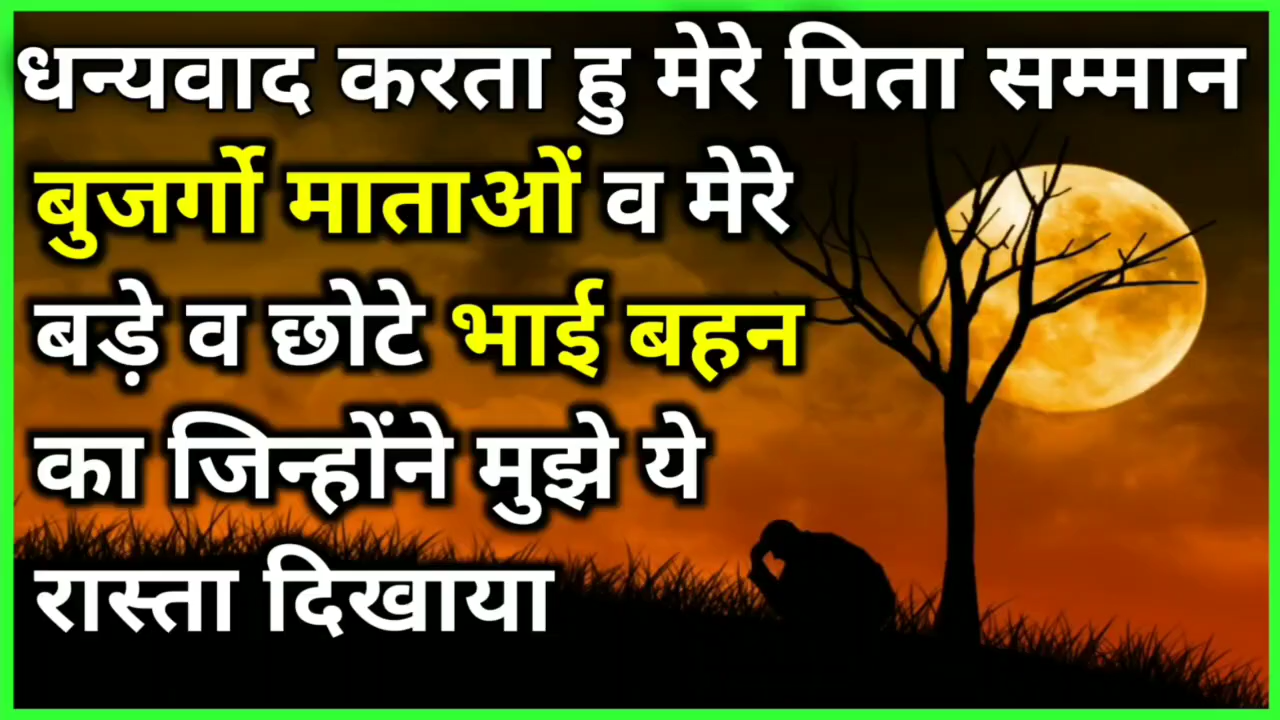 धन्यवाद करता हु मेरे पिता सम्मान
बुजर्गो माताओं व मेरे
बड़े व छोटे भाई बहन
का जिन्होंने मुझे ये
रास्ता दिखाया